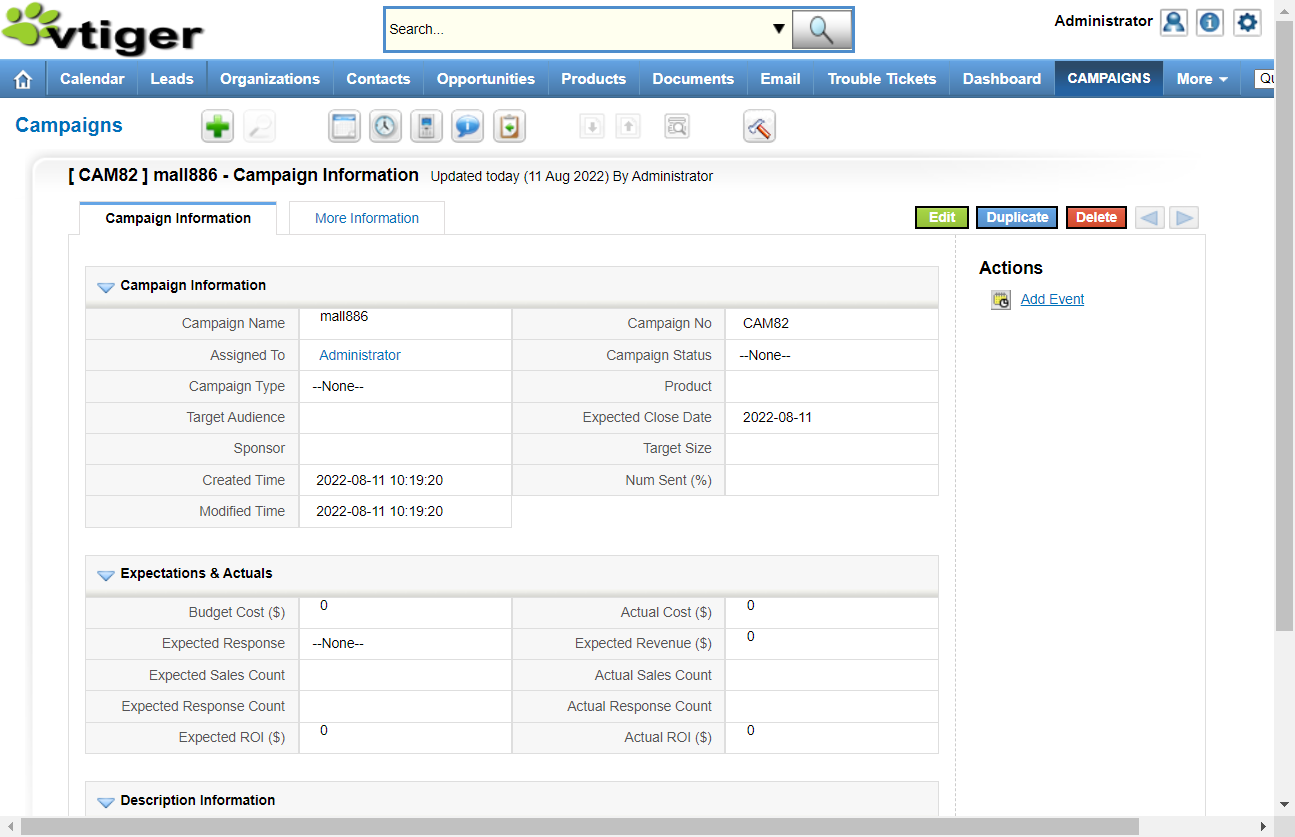 vtiger
Search...
Administrator
Calendar Leads Organizations Contacts Opportunities Products Documents Email Trouble Tickets Dashboard CAMPAIGNS More Qu
Campaigns
[ CAM82 ] mall886 - Campaign Information Updated today (11 Aug 2022) By Administrator
Campaign Information More Information Edit Duplicate Delete
Actions
Add Event
Campaign Information
Campaign Name mall886 Campaign No CAM82
Assigned To Administrator Campaign Status --None--
Campaign Type --None-- Product
Target Audience Expected Close Date 2022-08-11
Sponsor Target Size
Created Time 2022-08-11 10:19:20 Num Sent (%)
Modified Time 2022-08-11 10:19:20
Expectations & Actuals
Budget Cost ($) 0 Actual Cost ($) 0
Expected Response --None-- Expected Revenue ($) 0
Expected Sales Count Actual Sales Count
Expected Response Count Actual Response Count
Expected ROI ($) 0 Actual ROI ($) 0
Description Information